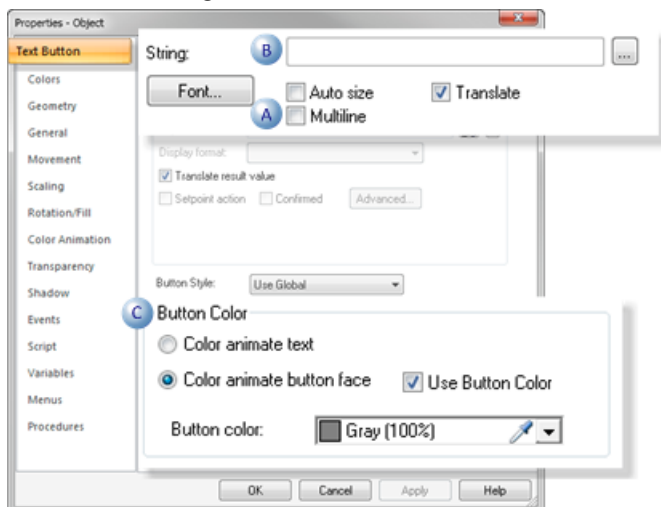 Properties - Object
Text Button
Colors
Geometry
General
Movement
Scaling
Rotation/Fill
Color Animation
Transparency
Shadow
Events
Script
Variables
Menus
Procedures
String: B ...
Font... Auto size Translate
A Multiline
Display format:
Translate result value
Setpoint action Confirmed Advanced...
Button Style: Use Global
C Button Color
Color animate text
Color animate button face Use Button Color
Button color: Gray (100%)
OK Cancel Apply Help